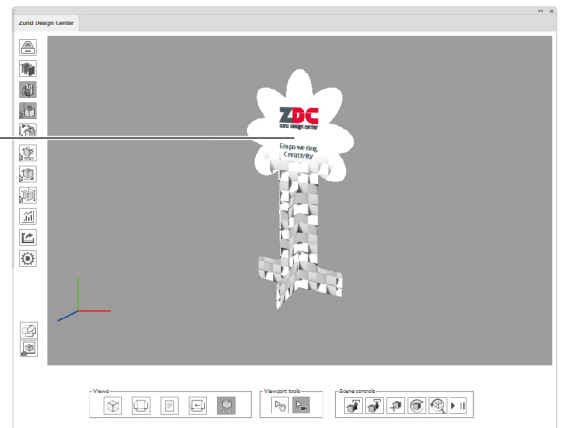 Zund Design Center
ZDC
zund design center
Empowering
Creativity
Views
Viewport tools
Scene controls